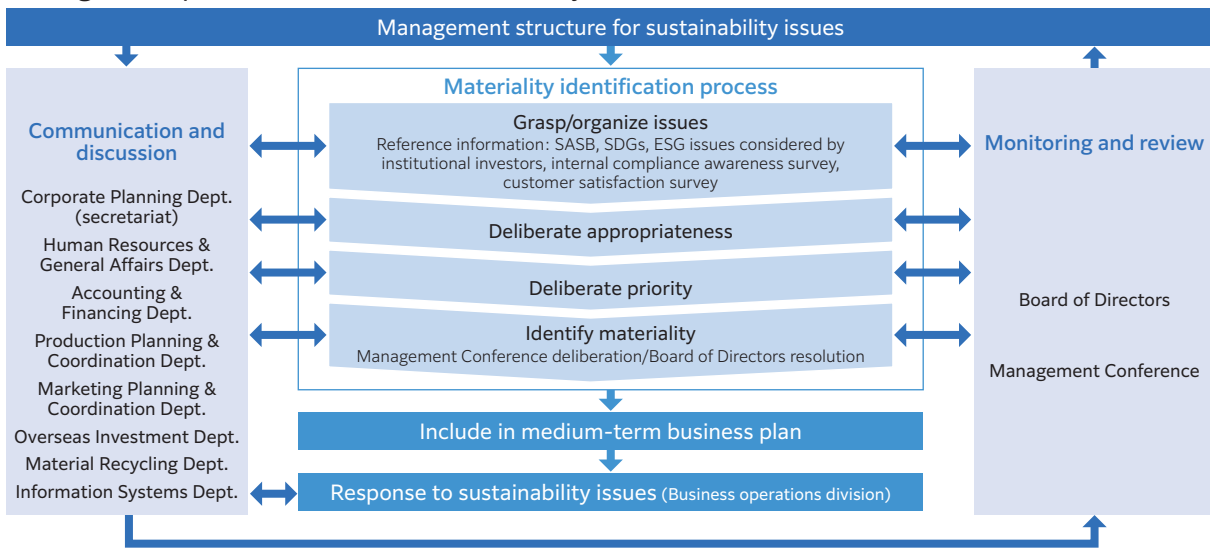 Management structure for sustainability issues
Communication and
discussion
Corporate Planning Dept.
(secretariat)
Human Resources &
General Affairs Dept.
Accounting &
Financing Dept.
Production Planning &
Coordination Dept.
Marketing Planning &
Coordination Dept.
Overseas Investment Dept.
Material Recycling Dept.
Information Systems Dept.
Materiality identification process
Grasp/organize issues
Reference information: SASB, SDGs, ESG issues considered by
institutional investors, internal compliance awareness survey,
customer satisfaction survey
Deliberate appropriateness
Deliberate priority
Identify materiality
Management Conference deliberation/Board of Directors resolution
Include in medium-term business plan
Response to sustainability issues (Business operations division)
Monitoring and review
Board of Directors
Management Conference